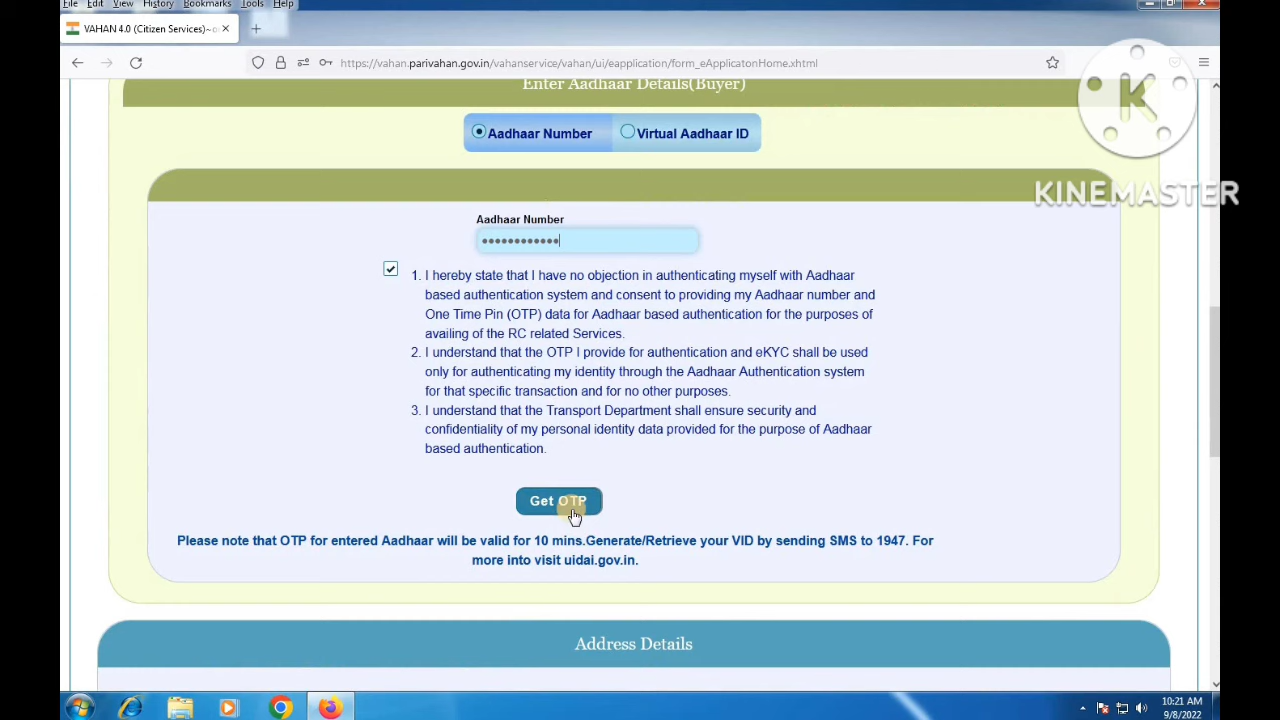 File Edit View History Bookmarks Tools Help
VAHAN 4.0 (Citizen Services)~o
https://vahan.parivahan.gov.in/vahanservice/vahan/ui/eapplication/form_eApplicatonHome.xhtml
Enter Aadhaar Details(Buyer)
K
KINEMASTER
Aadhaar Number Virtual Aadhaar ID
Aadhaar Number
••••••••••••
1. I hereby state that I have no objection in authenticating myself with Aadhaar
based authentication system and consent to providing my Aadhaar number and
One Time Pin (OTP) data for Aadhaar based authentication for the purposes of
availing of the RC related Services.
2. I understand that the OTP I provide for authentication and eKYC shall be used
only for authenticating my identity through the Aadhaar Authentication system
for that specific transaction and for no other purposes.
3. I understand that the Transport Department shall ensure security and
confidentiality of my personal identity data provided for the purpose of Aadhaar
based authentication.
Get OTP
Please note that OTP for entered Aadhaar will be valid for 10 mins.Generate/Retrieve your VID by sending SMS to 1947. For
more into visit uidai.gov.in.
Address Details
10:21 AM
9/8/2022